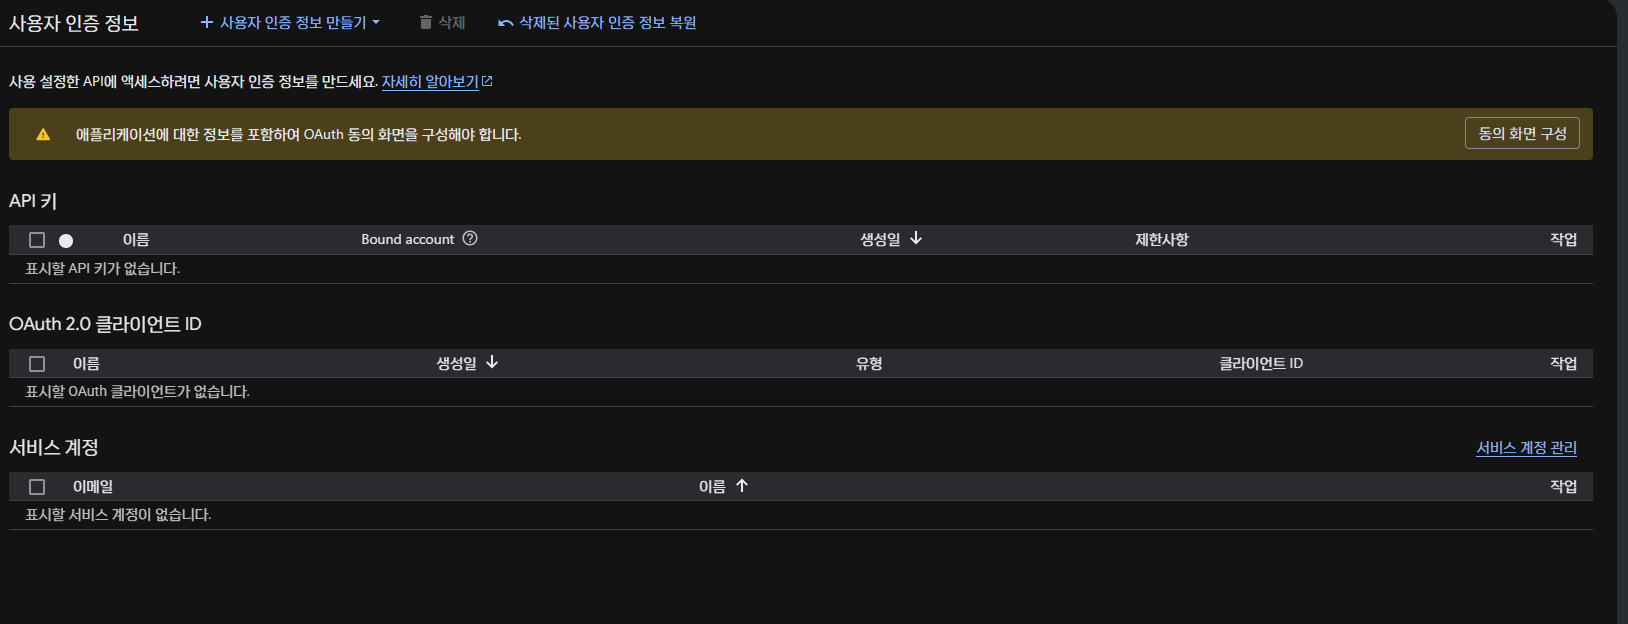 사용자 인증 정보
사용자 인증 정보 만들기
삭제
삭제된 사용자 인증 정보 복원
사용 설정한 API에 액세스하려면 사용자 인증 정보를 만드세요. 자세히 알아보기
애플리케이션에 대한 정보를 포함하여 OAuth 동의 화면을 구성해야 합니다.
동의 화면 구성
API 키
이름 Bound account 생성일 제한사항 작업
표시할 API 키가 없습니다.
OAuth 2.0 클라이언트 ID
이름 생성일 유형 클라이언트 ID 작업
표시할 OAuth 클라이언트가 없습니다.
서비스 계정
서비스 계정 관리
이메일 이름 작업
표시할 서비스 계정이 없습니다.